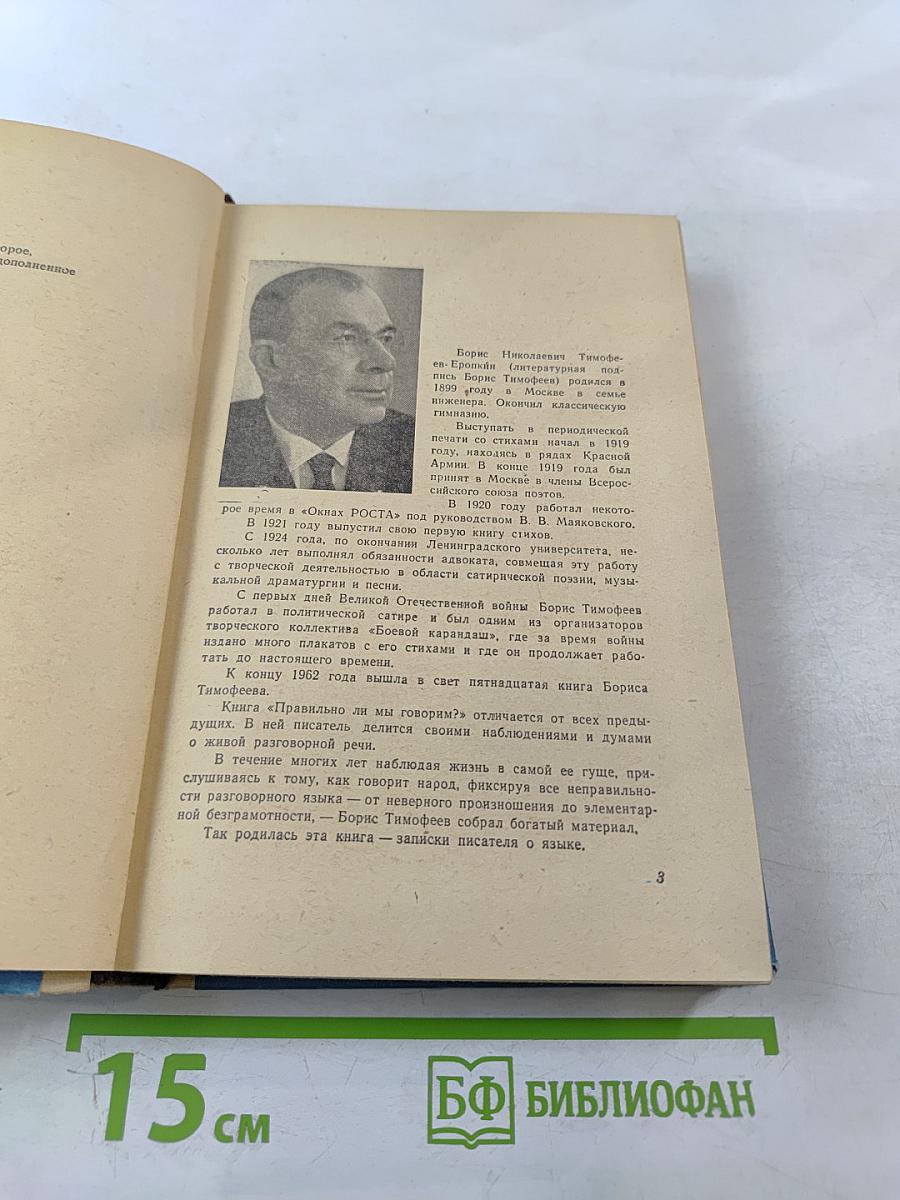 орое,
дополненное
Борис Николаевич Тимофе-
ев-Еропкин (литературная под-
пись Борис Тимофеев) родился в
1899 году в Москве в семье
инженера. Окончил классическую
гимназию.
Выступать в периодической
печати со стихами начал в 1919
году, находясь в рядах Красной
Армии. В конце 1919 года был
принят в Москве в члены Всерос-
сийского союза поэтов.
В 1920 году работал некото-
рое время в «Окнах РОСТА» под руководством В. В. Маяковского.
В 1921 году выпустил свою первую книгу стихов.
С 1924 года, по окончании Ленинградского университета, не-
сколько лет выполнял обязанности адвоката, совмещая эту работу
с творческой деятельностью в области сатирической поэзии, музы-
кальной драматургии и песни.
С первых дней Великой Отечественной войны Борис Тимофеев
работал в политической сатире и был одним из организаторов
творческого коллектива «Боевой карандаш», где за время войны
издано много плакатов с его стихами и где он продолжает рабо-
тать до настоящего времени.
К концу 1962 года вышла в свет пятнадцатая книга Бориса
Тимофеева.
Книга «Правильно ли мы говорим?» отличается от всех преды-
дущих. В ней писатель делится своими наблюдениями и думами
о живой разговорной речи.
В течение многих лет наблюдая жизнь в самой ее гуще, при-
слушиваясь к тому, как говорит народ, фиксируя все неправильно-
сти разговорного языка — от неверного произношения до элементар-
ной безграмотности, — Борис Тимофеев собрал богатый материал.
Так родилась эта книга — записки писателя о языке.
3
15 см
БФ БИБЛИОФАН